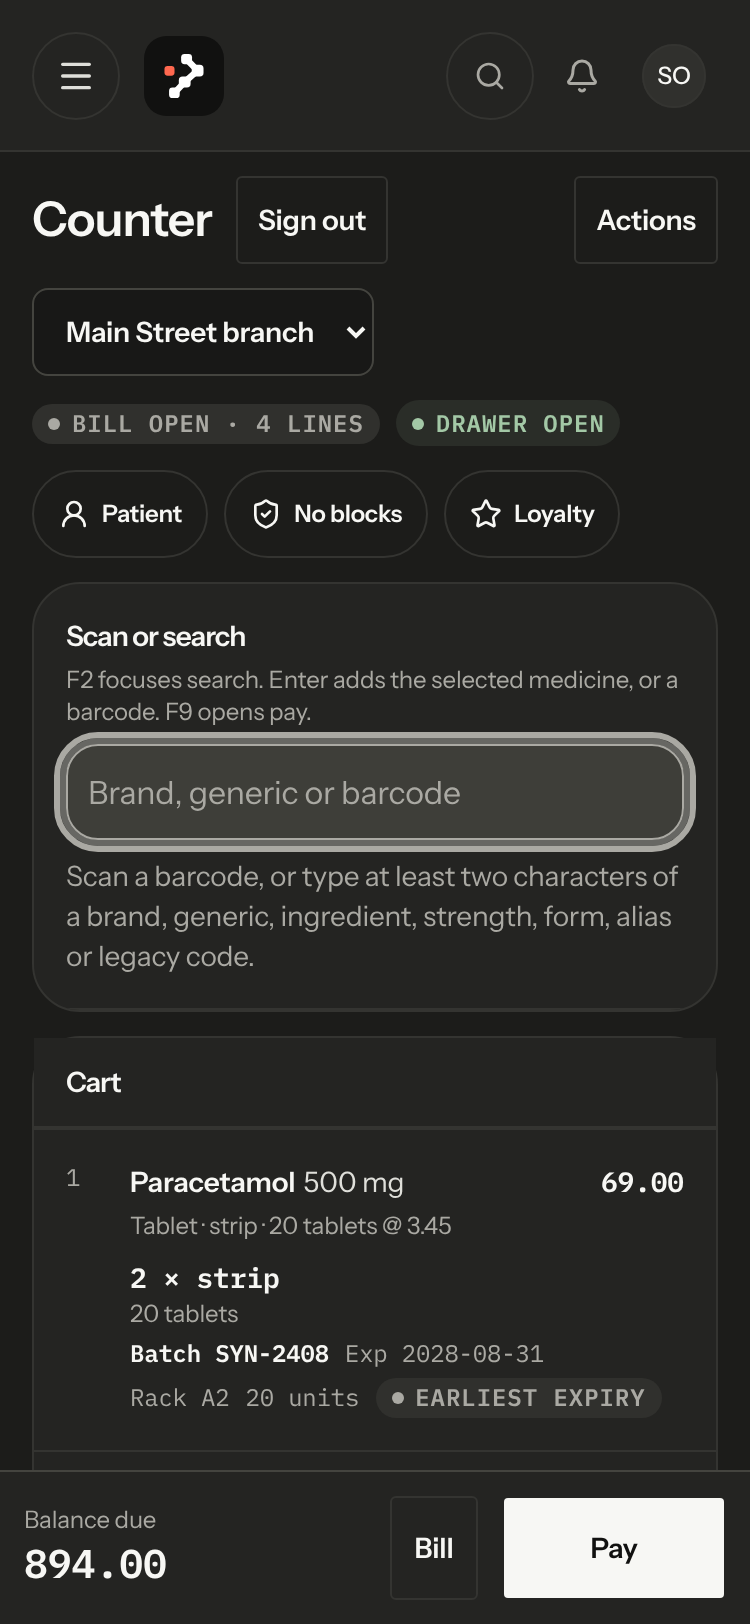 SO
Counter
Sign out
Actions
Main Street branch
BILL OPEN · 4 LINES
DRAWER OPEN
Patient
No blocks
Loyalty
Scan or search
F2 focuses search. Enter adds the selected medicine, or a
barcode. F9 opens pay.
Brand, generic or barcode
Scan a barcode, or type at least two characters of
a brand, generic, ingredient, strength, form, alias
or legacy code.
Cart
1
Paracetamol 500 mg
69.00
Tablet · strip · 20 tablets @ 3.45
2 × strip
20 tablets
Batch SYN-2408 Exp 2028-08-31
Rack A2 20 units
EARLIEST EXPIRY
Balance due
894.00
Bill
Pay